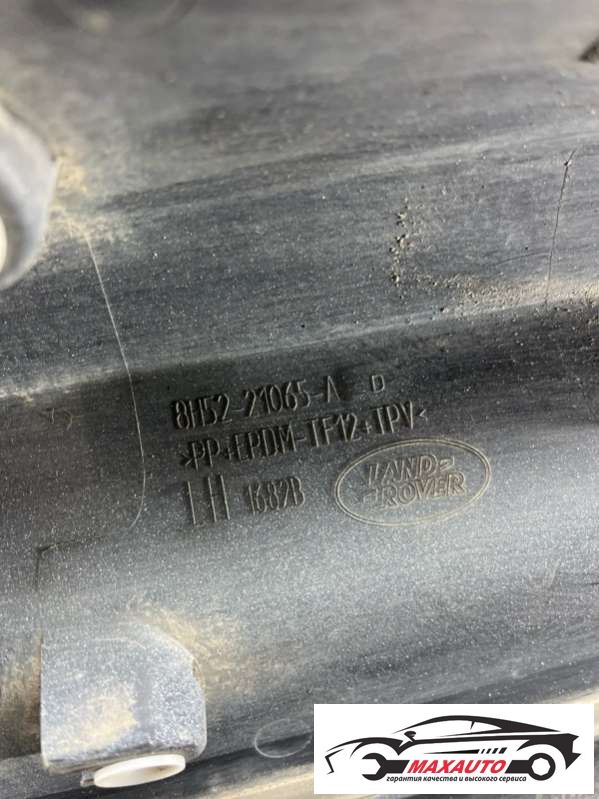 8H52-21065-A D
>PP+EPDM-TF12+TPV<
LH 1682B
LAND
ROVER
MAXAUTO
гарантия качества и высокого сервиса